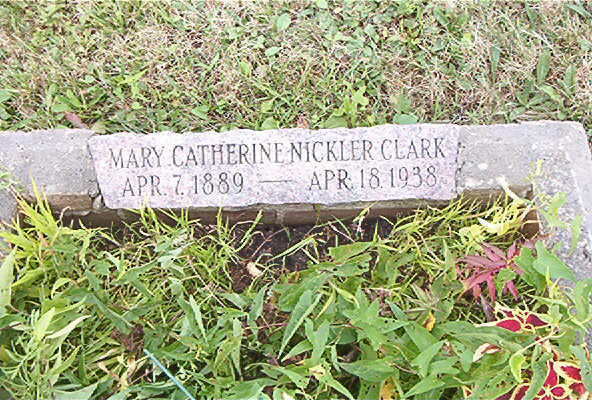 MARY CATHERINE NICKLER CLARK
APR. 7. 1889 — APR. 18. 1938